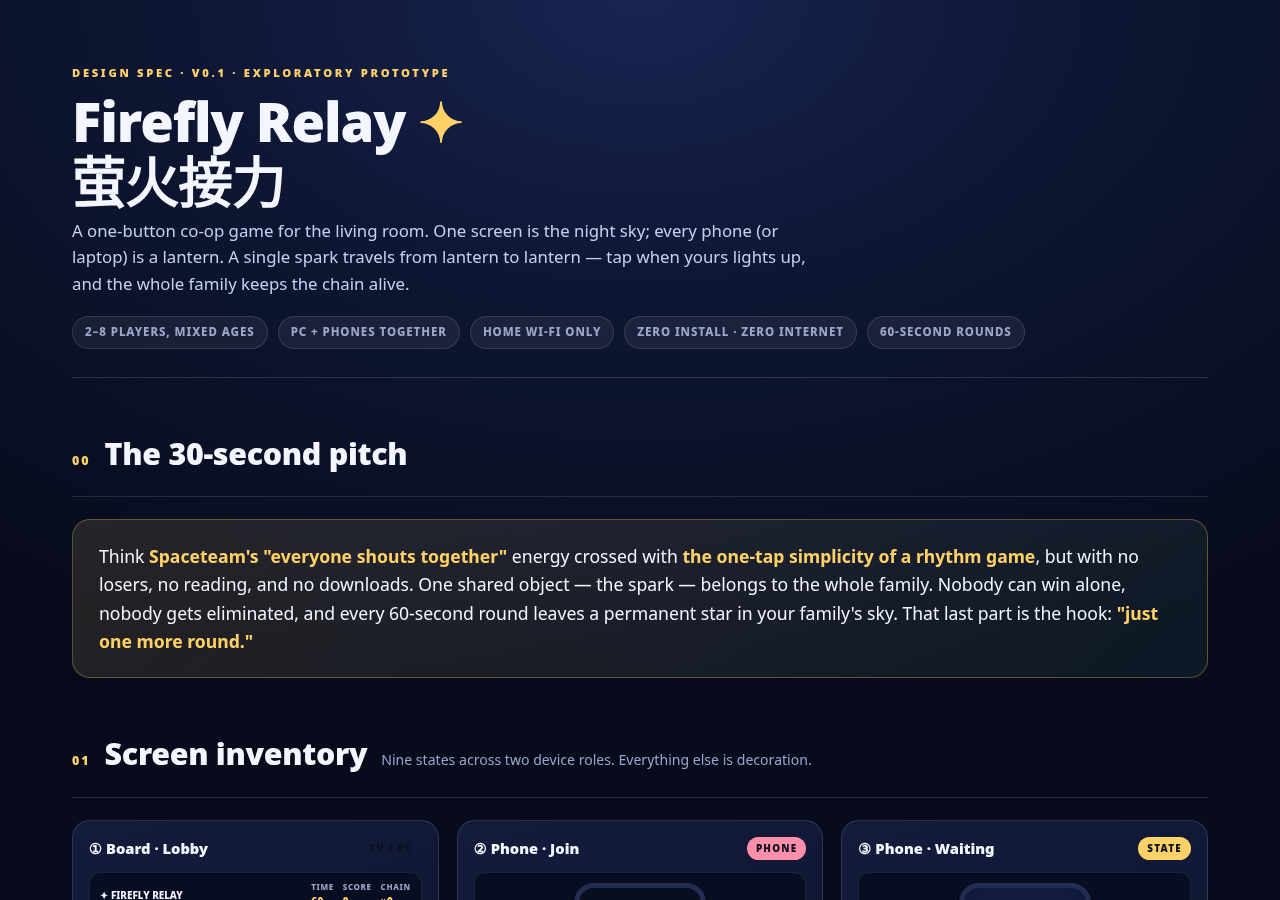 DESIGN SPEC · V0.1 · EXPLORATORY PROTOTYPE
Firefly Relay ✦
萤火接力
A one-button co-op game for the living room. One screen is the night sky; every phone (or
laptop) is a lantern. A single spark travels from lantern to lantern — tap when yours lights up,
and the whole family keeps the chain alive.
2–8 PLAYERS, MIXED AGES
PC + PHONES TOGETHER
HOME WI-FI ONLY
ZERO INSTALL · ZERO INTERNET
60-SECOND ROUNDS
00 The 30-second pitch
Think Spaceteam's "everyone shouts together" energy crossed with the one-tap simplicity of a rhythm game, but with no
losers, no reading, and no downloads. One shared object — the spark — belongs to the whole family. Nobody can win alone,
nobody gets eliminated, and every 60-second round leaves a permanent star in your family's sky. That last part is the hook: "just
one more round."
01 Screen inventory Nine states across two device roles. Everything else is decoration.
① Board · Lobby
TV / PC
② Phone · Join
PHONE
③ Phone · Waiting
STATE
✦ FIREFLY RELAY
TIME SCORE CHAIN